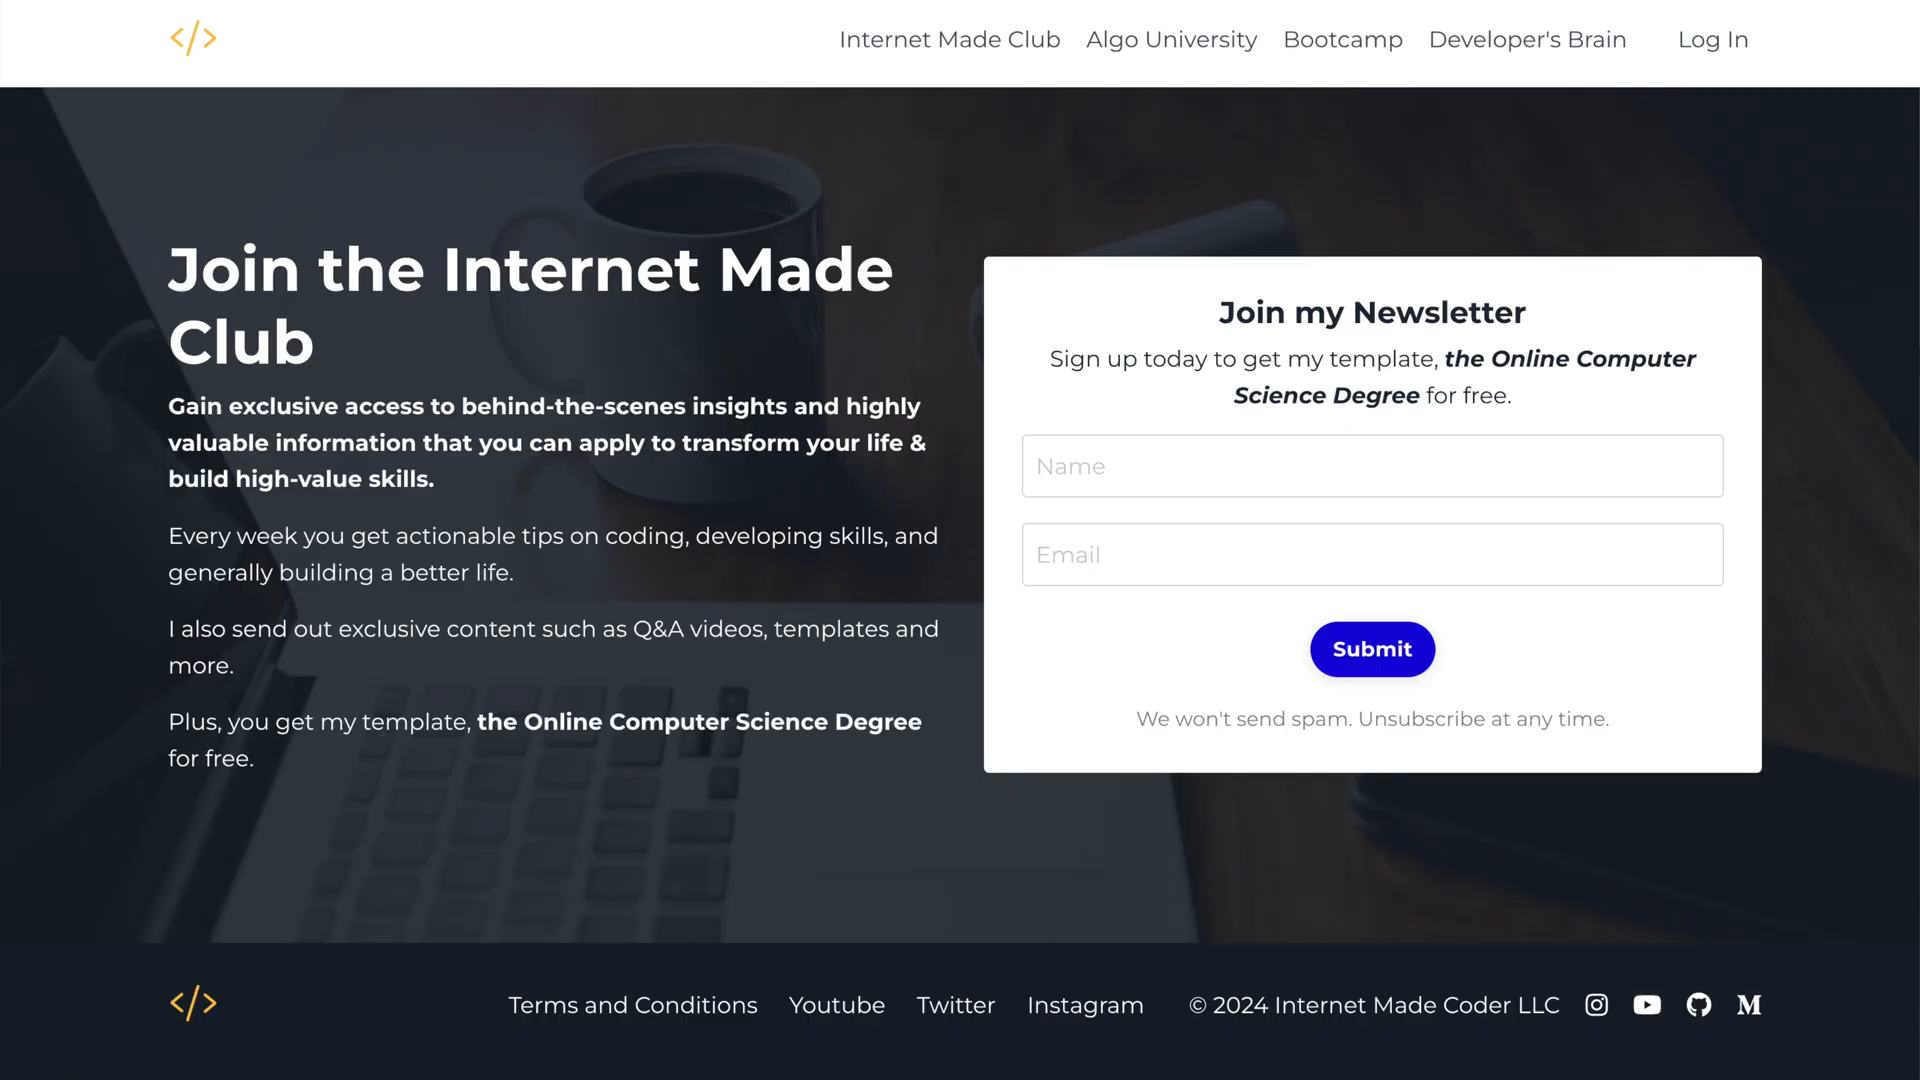 </>
Internet Made Club
Algo University
Bootcamp
Developer's Brain
Log In
Join the Internet Made
Club
Gain exclusive access to behind-the-scenes insights and highly
valuable information that you can apply to transform your life &
build high-value skills.
Every week you get actionable tips on coding, developing skills, and
generally building a better life.
I also send out exclusive content such as Q&A videos, templates and
more.
Plus, you get my template, the Online Computer Science Degree
for free.
Join my Newsletter
Sign up today to get my template, the Online Computer
Science Degree for free.
Name
Email
Submit
We won't send spam. Unsubscribe at any time.
</>
Terms and Conditions
Youtube
Twitter
Instagram
© 2024 Internet Made Coder LLC